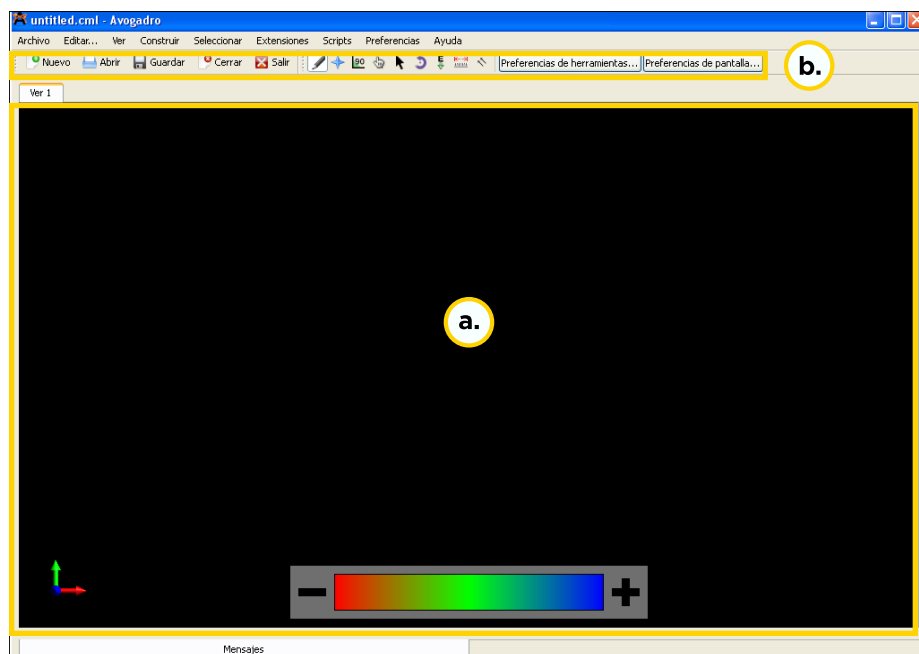 untitled.cml - Avogadro
Archivo Editar... Ver Construir Seleccionar Extensiones Scripts Preferencias Ayuda
Nuevo Abrir Guardar Cerrar Salir 90 E Preferencias de herramientas... Preferencias de pantalla... b.
Ver 1
a.
Mensajes